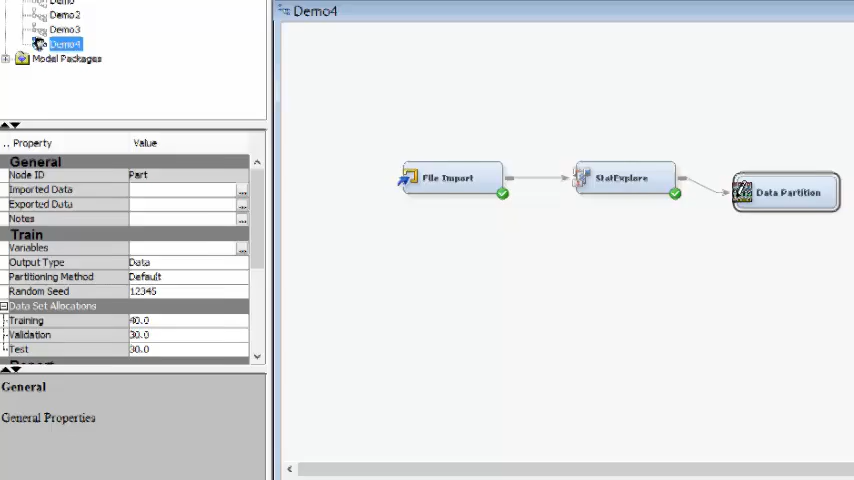 Demo
Demo2
Demo3
Demo4
Model Packages
.. Property Value
General
Node ID Part
Imported Data ...
Exported Data ...
Notes ...
Train
Variables ...
Output Type Data
Partitioning Method Default
Random Seed 12345
Data Set Allocations
Training 40.0
Validation 30.0
Test 30.0
General
General Properties
Demo4
File Import
StatExplore
Data Partition